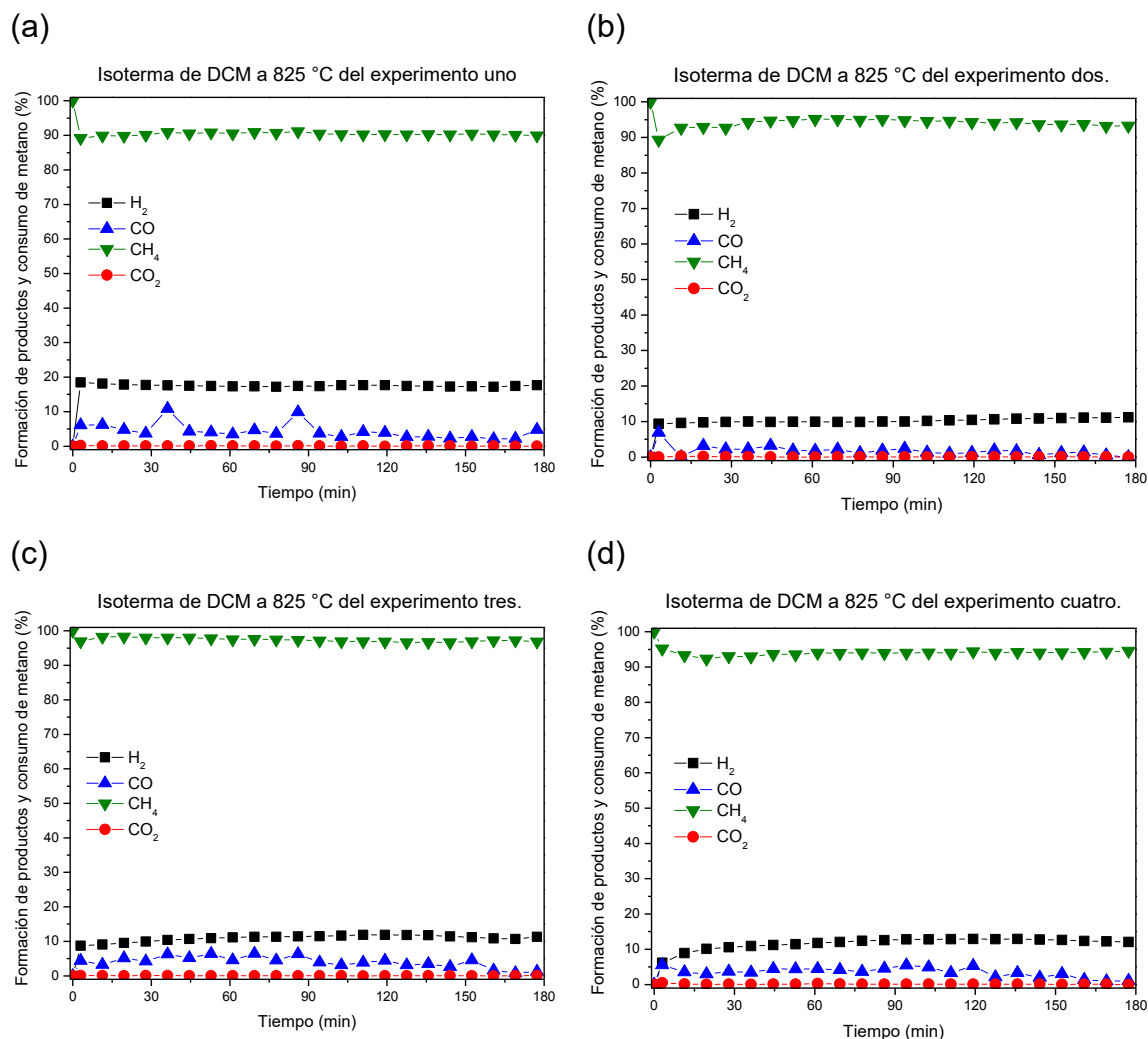 (a)
Isoterma de DCM a 825 °C del experimento uno
Formación de productos y consumo de metano (%)
100
90
80
70
60
50
40
30
20
10
0
H2
CO
CH4
CO2
0 30 60 90 120 150 180
Tiempo (min)
(b)
Isoterma de DCM a 825 °C del experimento dos.
Formación de productos y consumo de metano (%)
100
90
80
70
60
50
40
30
20
10
0
H2
CO
CH4
CO2
0 30 60 90 120 150 180
Tiempo (min)
(c)
Isoterma de DCM a 825 °C del experimento tres.
Formación de productos y consumo de metano (%)
100
90
80
70
60
50
40
30
20
10
0
H2
CO
CH4
CO2
0 30 60 90 120 150 180
Tiempo (min)
(d)
Isoterma de DCM a 825 °C del experimento cuatro.
Formación de productos y consumo de metano (%)
100
90
80
70
60
50
40
30
20
10
0
H2
CO
CH4
CO2
0 30 60 90 120 150 180
Tiempo (min)